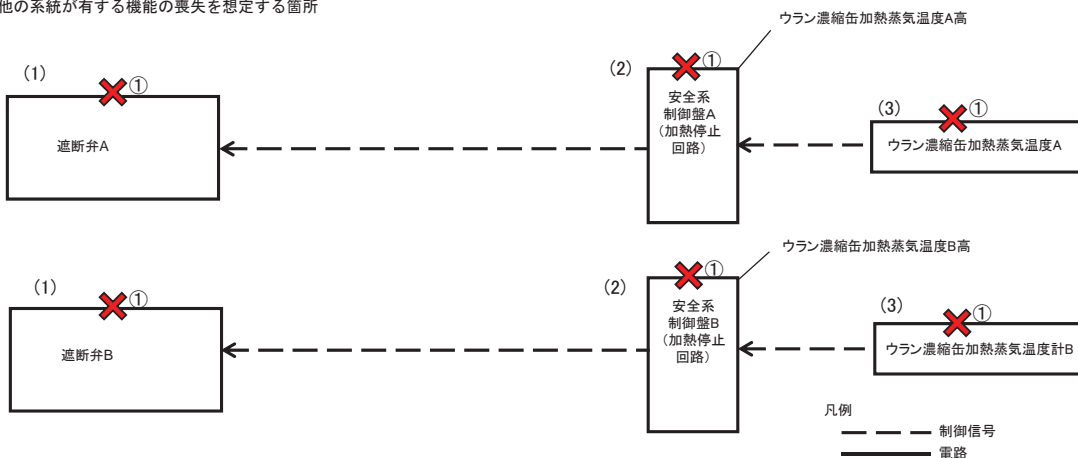 他の系統が有する機能の喪失を想定する箇所
ウラン濃縮缶加熱蒸気温度A高
(1)
①
遮断弁A
(2)
①
安全系
制御盤A
(加熱停止
回路)
(3)
①
ウラン濃縮缶加熱蒸気温度A
ウラン濃縮缶加熱蒸気温度B高
(1)
①
遮断弁B
(2)
①
安全系
制御盤B
(加熱停止
回路)
(3)
①
ウラン濃縮缶加熱蒸気温度計B
凡例
制御信号
電路